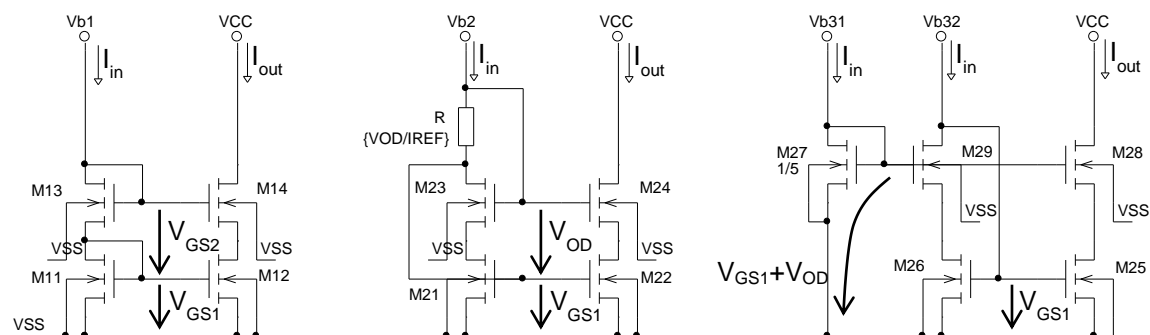 Vb1
VCC
Iin
Iout
M13
M14
VSS
VGS2
VSS
M11
M12
VGS1
VSS
Vb2
VCC
Iin
Iout
R
{VOD/IREF}
M23
M24
VSS
VOD
VSS
M21
M22
VGS1
Vb31
Vb32
VCC
Iin
Iin
Iout
M27
1/5
M29
M28
VSS
VSS
VGS1+VOD
M26
M25
VGS1